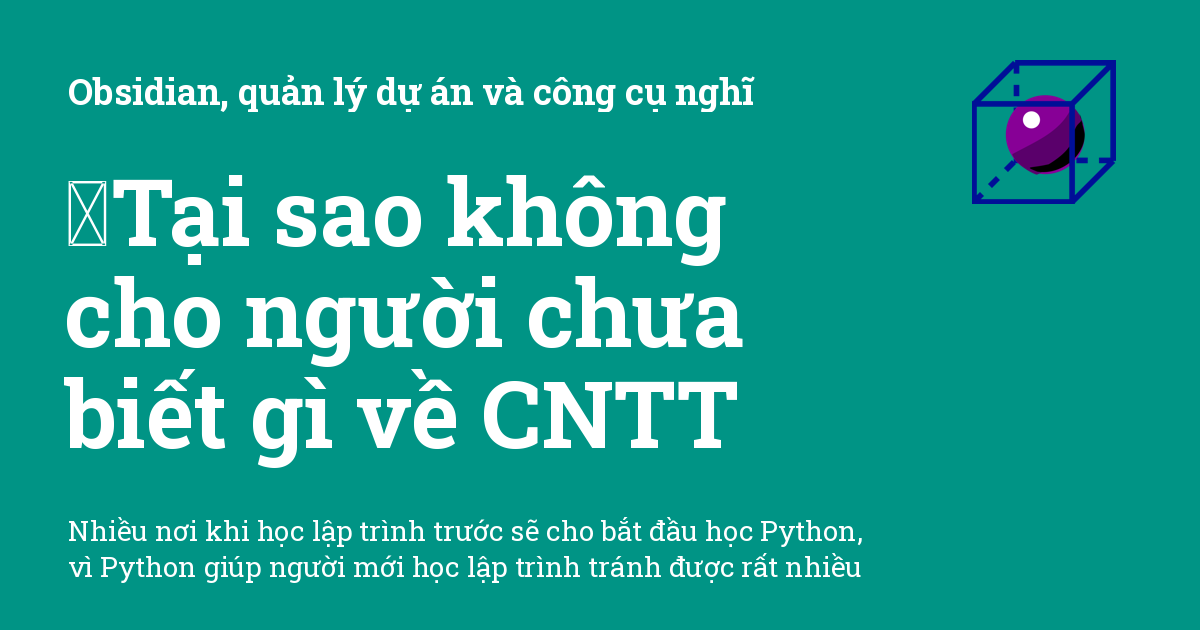 Obsidian, quản lý dự án và công cụ nghĩ
Tại sao không
cho người chưa
biết gì về CNTT
Nhiều nơi khi học lập trình trước sẽ cho bắt đầu học Python,
vì Python giúp người mới học lập trình tránh được rất nhiều